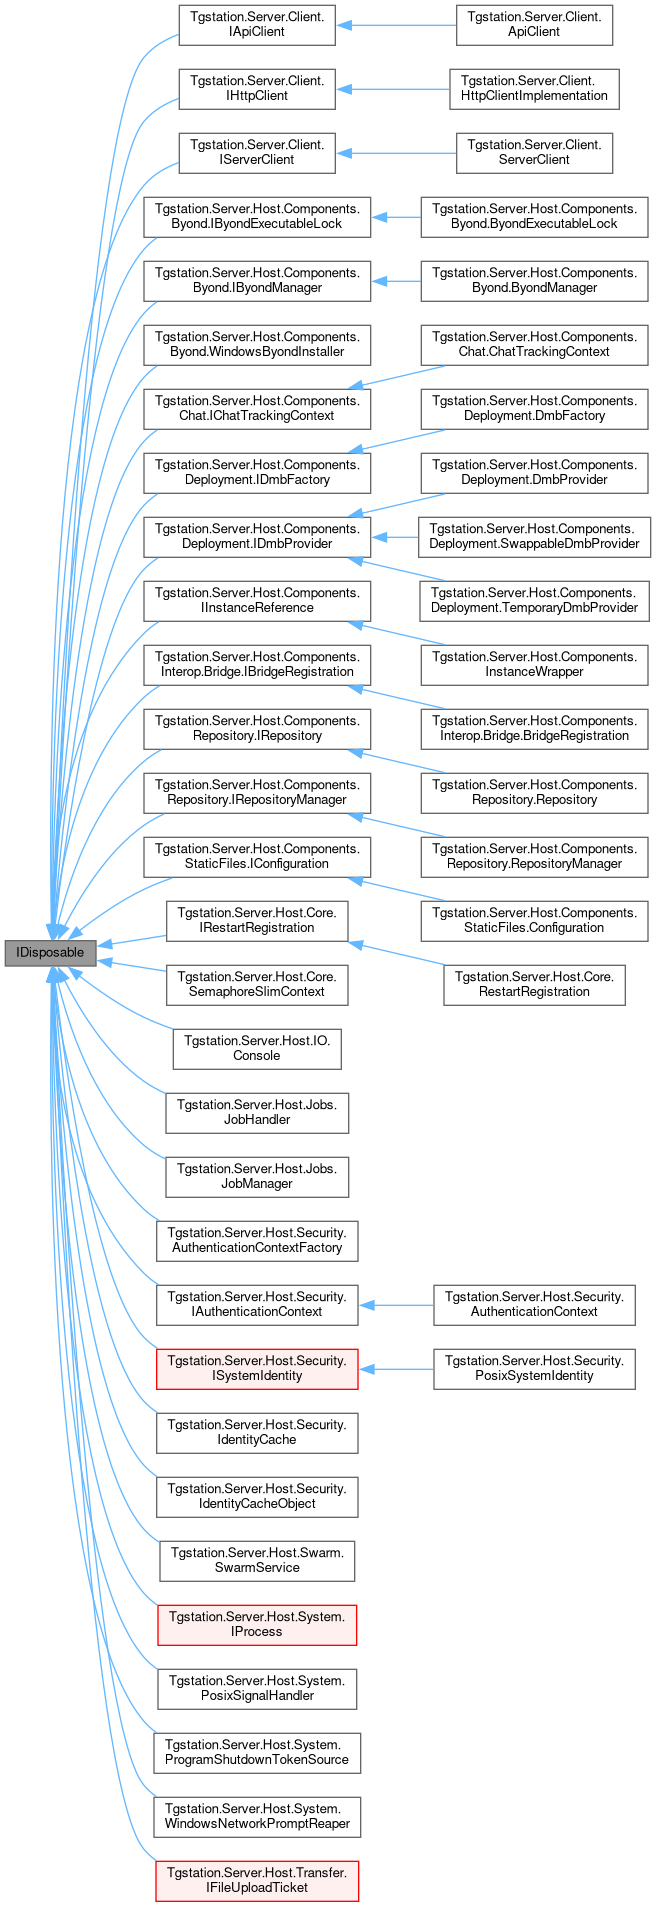 Tgstation.Server.Client.
IApiClient
Tgstation.Server.Client.
ApiClient
Tgstation.Server.Client.
IHttpClient
Tgstation.Server.Client.
HttpClientImplementation
Tgstation.Server.Client.
IServerClient
Tgstation.Server.Client.
ServerClient
Tgstation.Server.Host.Components.
Byond.IByondExecutableLock
Tgstation.Server.Host.Components.
Byond.ByondExecutableLock
Tgstation.Server.Host.Components.
Byond.IByondManager
Tgstation.Server.Host.Components.
Byond.ByondManager
Tgstation.Server.Host.Components.
Byond.WindowsByondInstaller
Tgstation.Server.Host.Components.
Chat.ChatTrackingContext
Tgstation.Server.Host.Components.
Chat.IChatTrackingContext
Tgstation.Server.Host.Components.
Deployment.DmbFactory
Tgstation.Server.Host.Components.
Deployment.IDmbFactory
Tgstation.Server.Host.Components.
Deployment.DmbProvider
Tgstation.Server.Host.Components.
Deployment.IDmbProvider
Tgstation.Server.Host.Components.
Deployment.SwappableDmbProvider
Tgstation.Server.Host.Components.
IInstanceReference
Tgstation.Server.Host.Components.
Deployment.TemporaryDmbProvider
Tgstation.Server.Host.Components.
Interop.Bridge.IBridgeRegistration
Tgstation.Server.Host.Components.
InstanceWrapper
Tgstation.Server.Host.Components.
Repository.IRepository
Tgstation.Server.Host.Components.
Interop.Bridge.BridgeRegistration
Tgstation.Server.Host.Components.
Repository.IRepositoryManager
Tgstation.Server.Host.Components.
Repository.Repository
Tgstation.Server.Host.Components.
StaticFiles.IConfiguration
Tgstation.Server.Host.Components.
Repository.RepositoryManager
Tgstation.Server.Host.Core.
IRestartRegistration
Tgstation.Server.Host.Components.
StaticFiles.Configuration
IDisposable
Tgstation.Server.Host.Core.
SemaphoreSlimContext
Tgstation.Server.Host.Core.
RestartRegistration
Tgstation.Server.Host.IO.
Console
Tgstation.Server.Host.Jobs.
JobHandler
Tgstation.Server.Host.Jobs.
JobManager
Tgstation.Server.Host.Security.
AuthenticationContextFactory
Tgstation.Server.Host.Security.
IAuthenticationContext
Tgstation.Server.Host.Security.
AuthenticationContext
Tgstation.Server.Host.Security.
ISystemIdentity
Tgstation.Server.Host.Security.
PosixSystemIdentity
Tgstation.Server.Host.Security.
IdentityCache
Tgstation.Server.Host.Security.
IdentityCacheObject
Tgstation.Server.Host.Swarm.
SwarmService
Tgstation.Server.Host.System.
IProcess
Tgstation.Server.Host.System.
PosixSignalHandler
Tgstation.Server.Host.System.
ProgramShutdownTokenSource
Tgstation.Server.Host.System.
WindowsNetworkPromptReaper
Tgstation.Server.Host.Transfer.
IFileUploadTicket